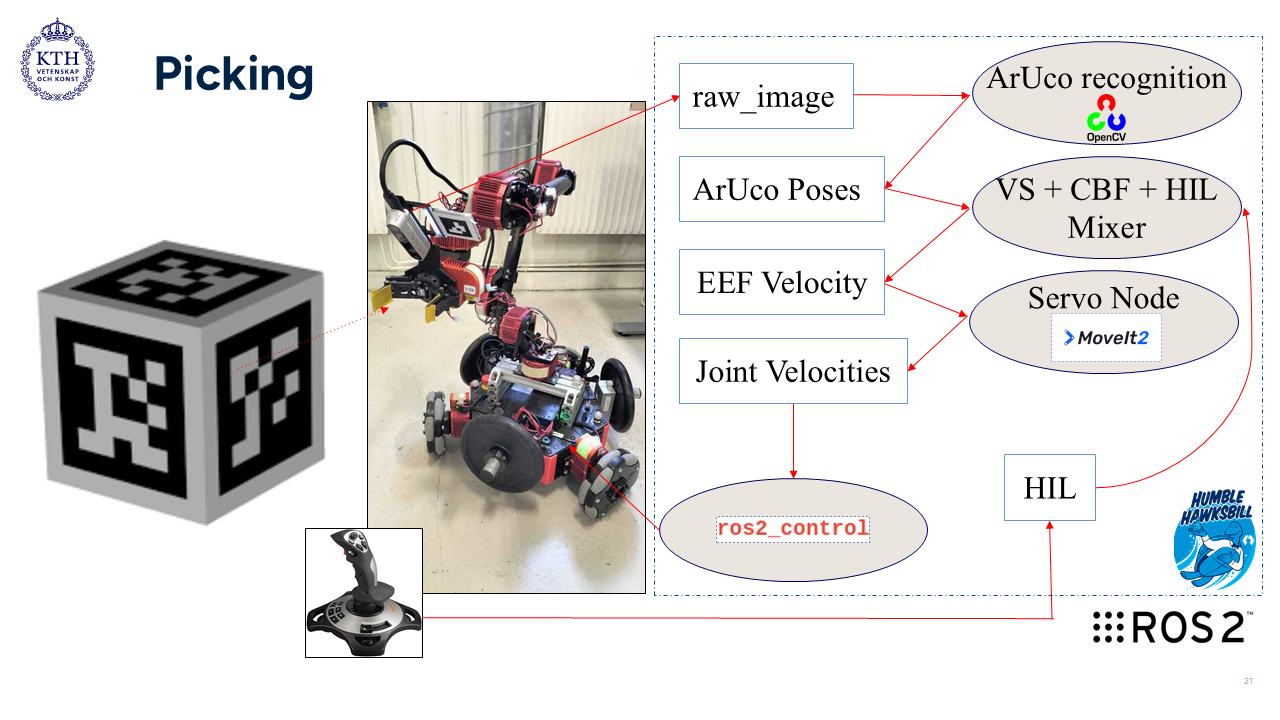 KTH
VETENSKAP
OCH KONST
Picking
raw_image
ArUco recognition
OpenCV
ArUco Poses
VS + CBF + HIL
Mixer
EEF Velocity
Servo Node
MoveIt2
Joint Velocities
HIL
ros2_control
HUMBLE
HAWKSBILL
ROS 2™
21